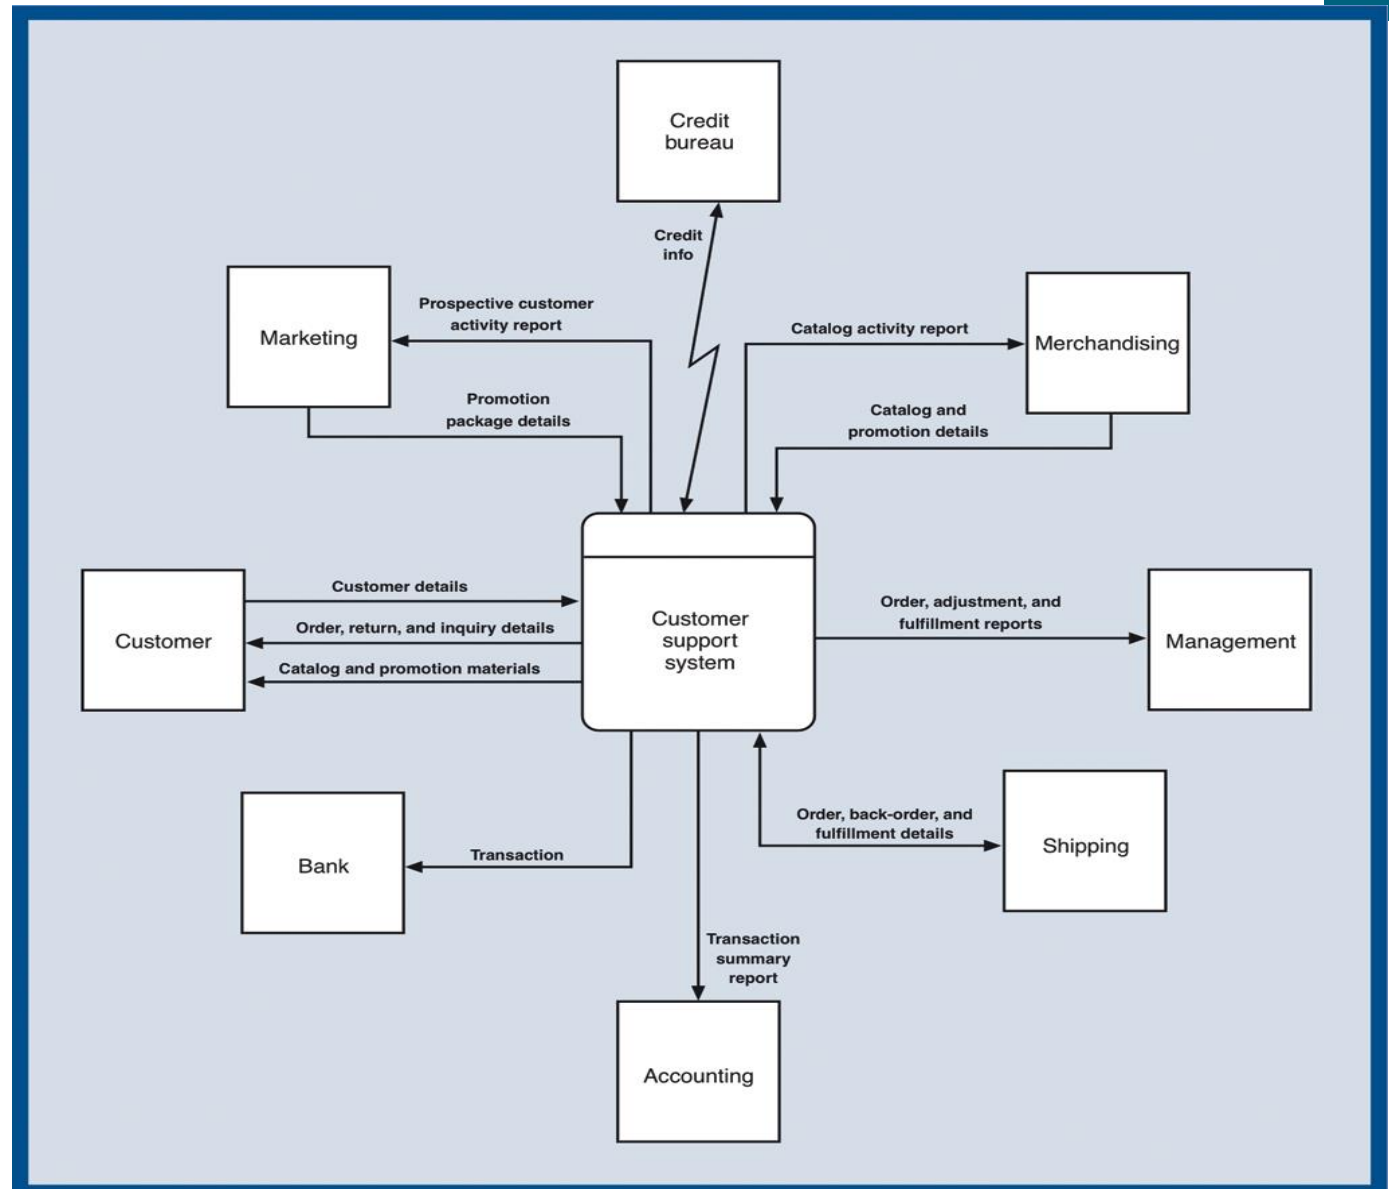 Credit
bureau
Credit
info
Marketing
Prospective customer
activity report
Catalog activity report
Merchandising
Promotion
package details
Catalog and
promotion details
Customer
Customer details
Order, return, and inquiry details
Catalog and promotion materials
Customer
support
system
Order, adjustment, and
fulfillment reports
Management
Bank
Transaction
Order, back-order, and
fulfillment details
Shipping
Transaction
summary
report
Accounting